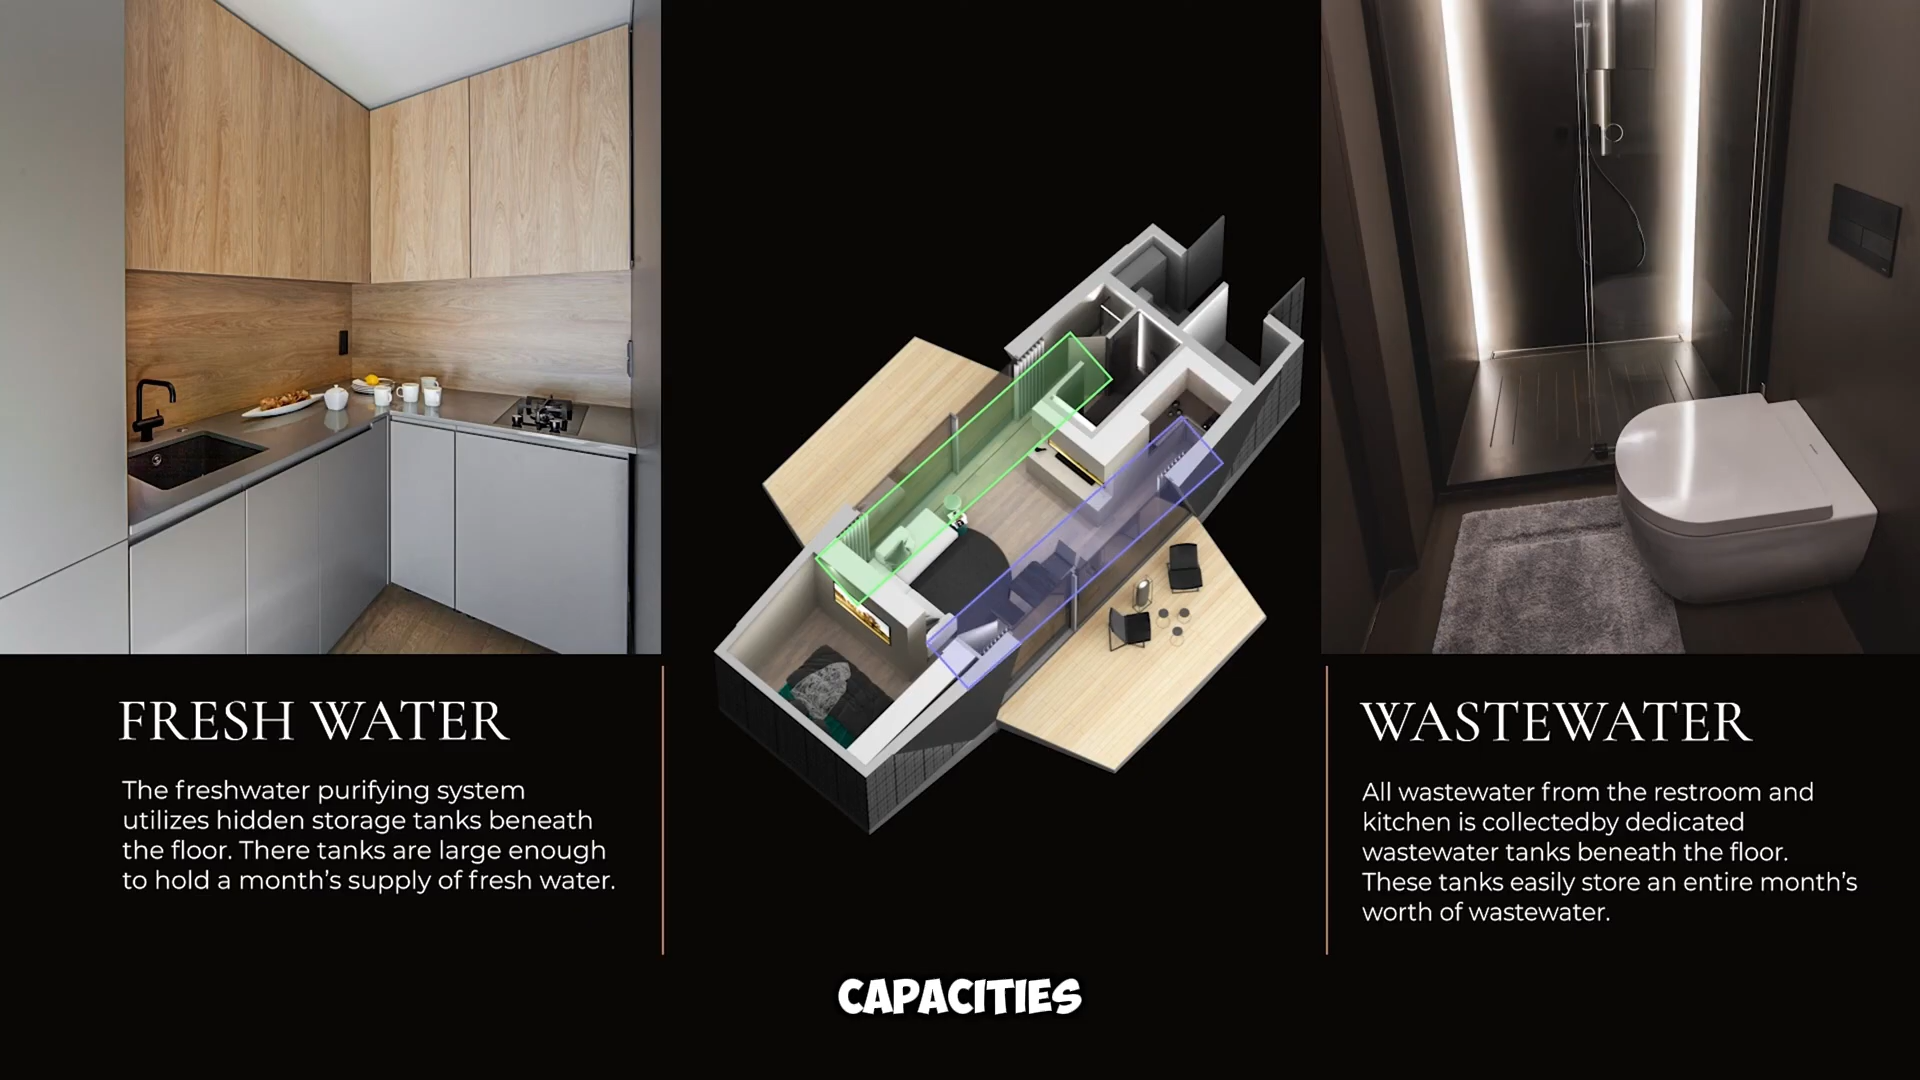 FRESH WATER
The freshwater purifying system
utilizes hidden storage tanks beneath
the floor. There tanks are large enough
to hold a month's supply of fresh water.
WASTEWATER
All wastewater from the restroom and
kitchen is collectedby dedicated
wastewater tanks beneath the floor.
These tanks easily store an entire month's
worth of wastewater.
CAPACITIES